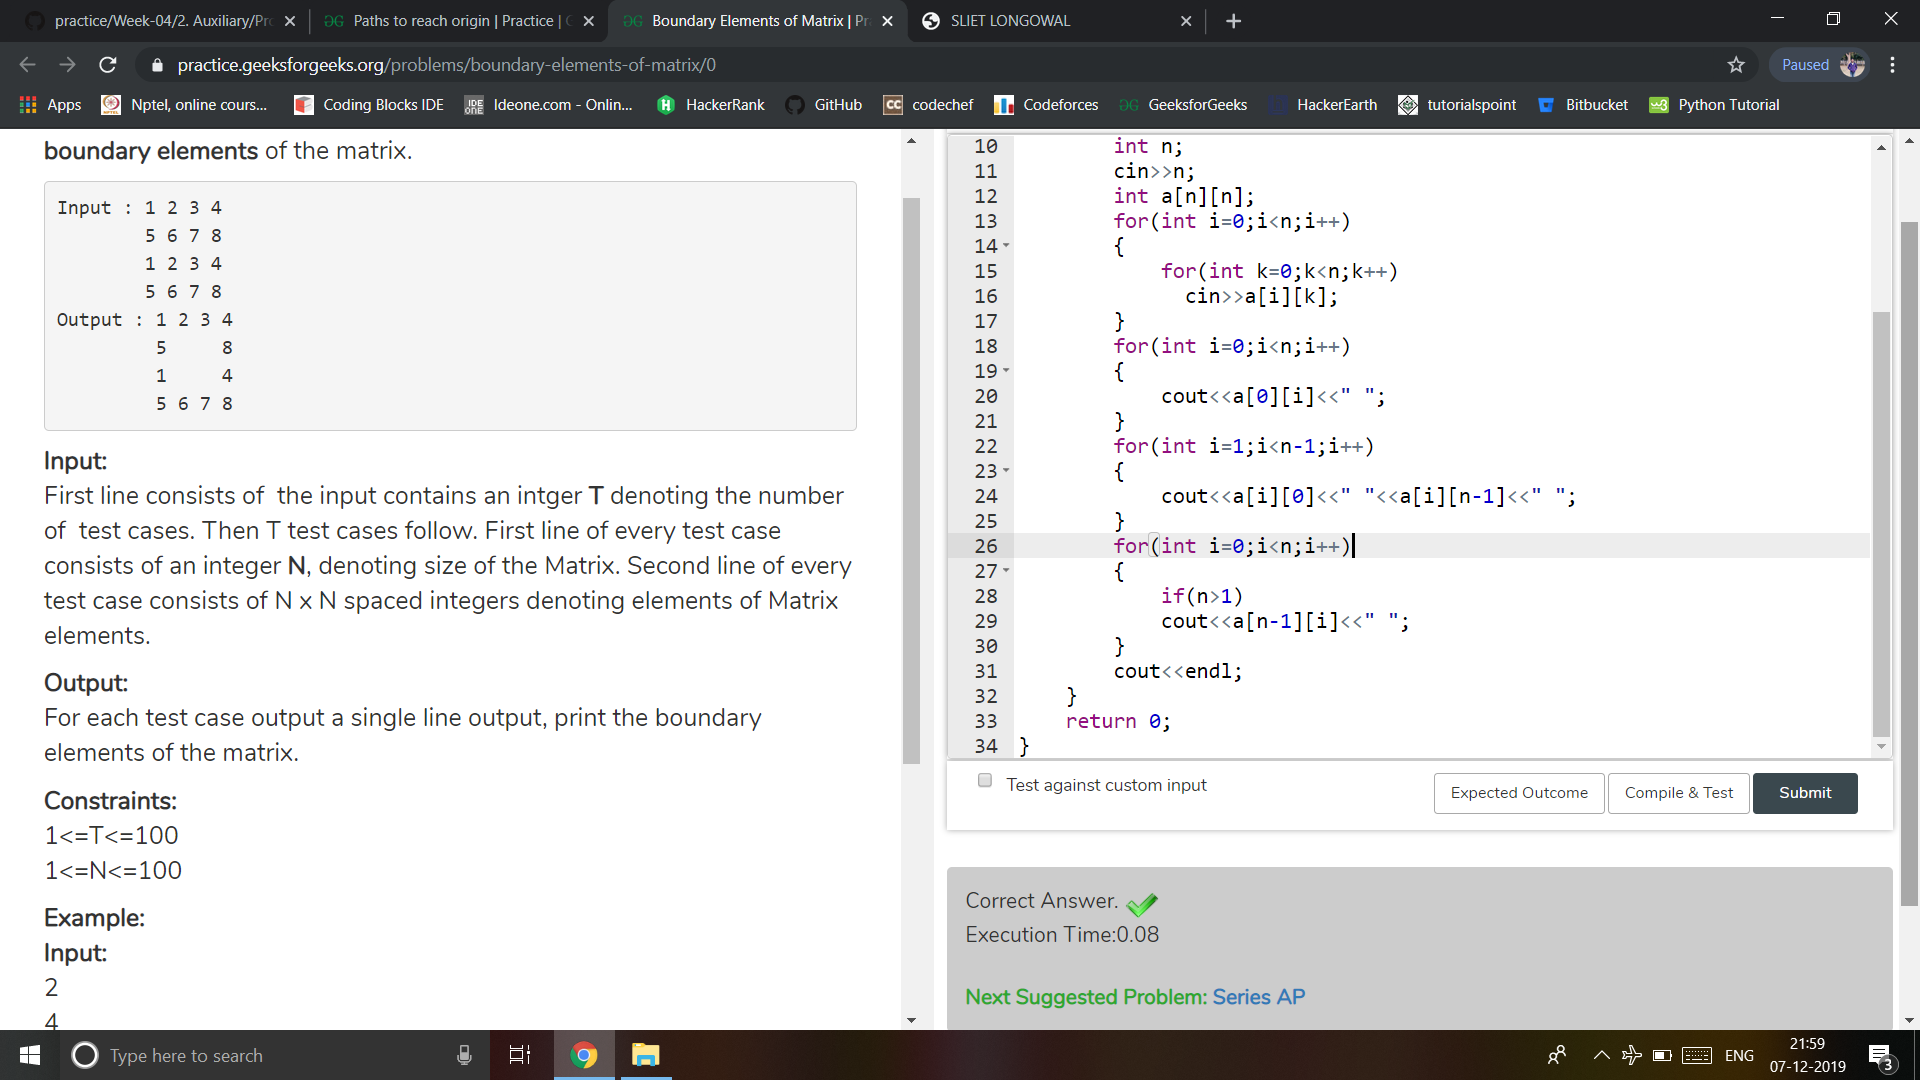 practice/Week-04/2. Auxiliary/Pr
Paths to reach origin | Practice |
Boundary Elements of Matrix | Pr
SLIET LONGOWAL
practice.geeksforgeeks.org/problems/boundary-elements-of-matrix/0
Paused
Apps
Nptel, online cours...
Coding Blocks IDE
Ideone.com - Onlin...
HackerRank
GitHub
codechef
Codeforces
GeeksforGeeks
HackerEarth
tutorialspoint
Bitbucket
Python Tutorial
boundary elements of the matrix.
Input : 1 2 3 4
5 6 7 8
1 2 3 4
5 6 7 8
Output : 1 2 3 4
5 8
1 4
5 6 7 8
Input:
First line consists of the input contains an intger T denoting the number
of test cases. Then T test cases follow. First line of every test case
consists of an integer N, denoting size of the Matrix. Second line of every
test case consists of N x N spaced integers denoting elements of Matrix
elements.
Output:
For each test case output a single line output, print the boundary
elements of the matrix.
Constraints:
1<=T<=100
1<=N<=100
Example:
Input:
2
4
10 int n;
11 cin>>n;
12 int a[n][n];
13 for(int i=0;i<n;i++)
14 {
15 for(int k=0;k<n;k++)
16 cin>>a[i][k];
17 }
18 for(int i=0;i<n;i++)
19 {
20 cout<<a[0][i]<<" ";
21 }
22 for(int i=1;i<n-1;i++)
23 {
24 cout<<a[i][0]<<" "<<a[i][n-1]<<" ";
25 }
26 for(int i=0;i<n;i++)
27 {
28 if(n>1)
29 cout<<a[n-1][i]<<" ";
30 }
31 cout<<endl;
32 }
33 return 0;
34 }
Test against custom input
Expected Outcome
Compile & Test
Submit
Correct Answer.
Execution Time:0.08
Next Suggested Problem: Series AP
Type here to search
ENG
21:59
07-12-2019
3